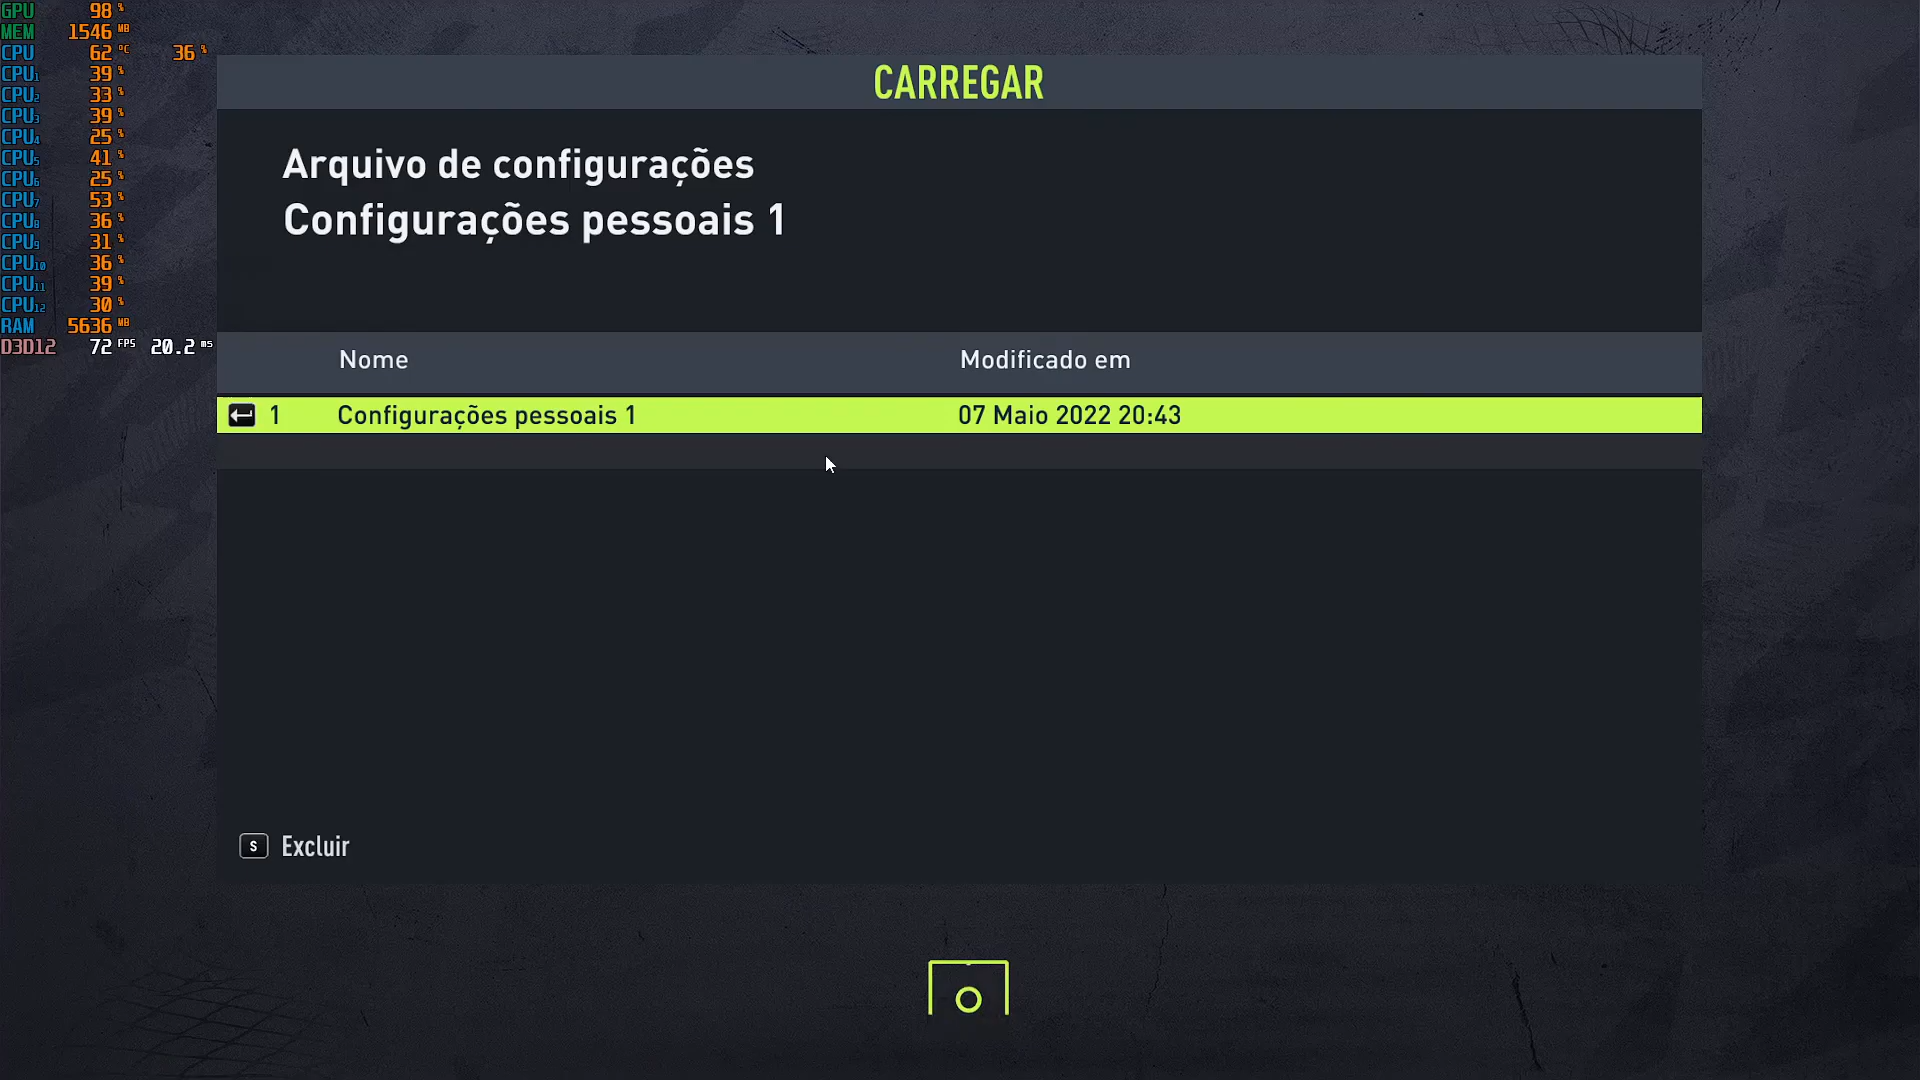 GPU 98 %
MEM 1546 MB
CPU 62 °C 36 %
CPU1 39 %
CPU2 33 %
CPU3 39 %
CPU4 25 %
CPU5 41 %
CPU6 25 %
CPU7 53 %
CPU8 36 %
CPU9 31 %
CPU10 36 %
CPU11 39 %
CPU12 30 %
RAM 5636 MB
D3D12 72 FPS 20.2 ms
CARREGAR
Arquivo de configurações
Configurações pessoais 1
Nome Modificado em
1 Configurações pessoais 1 07 Maio 2022 20:43
S Excluir